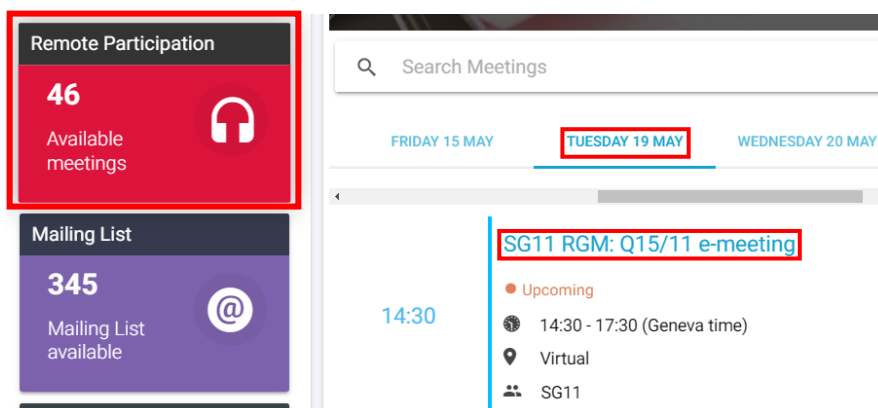 Remote Participation
46
Available
meetings
Mailing List
345
@
Mailing List
available
Search Meetings
FRIDAY 15 MAY
TUESDAY 19 MAY
WEDNESDAY 20 MAY
14:30
SG11 RGM: Q15/11 e-meeting
Upcoming
14:30 - 17:30 (Geneva time)
Virtual
SG11